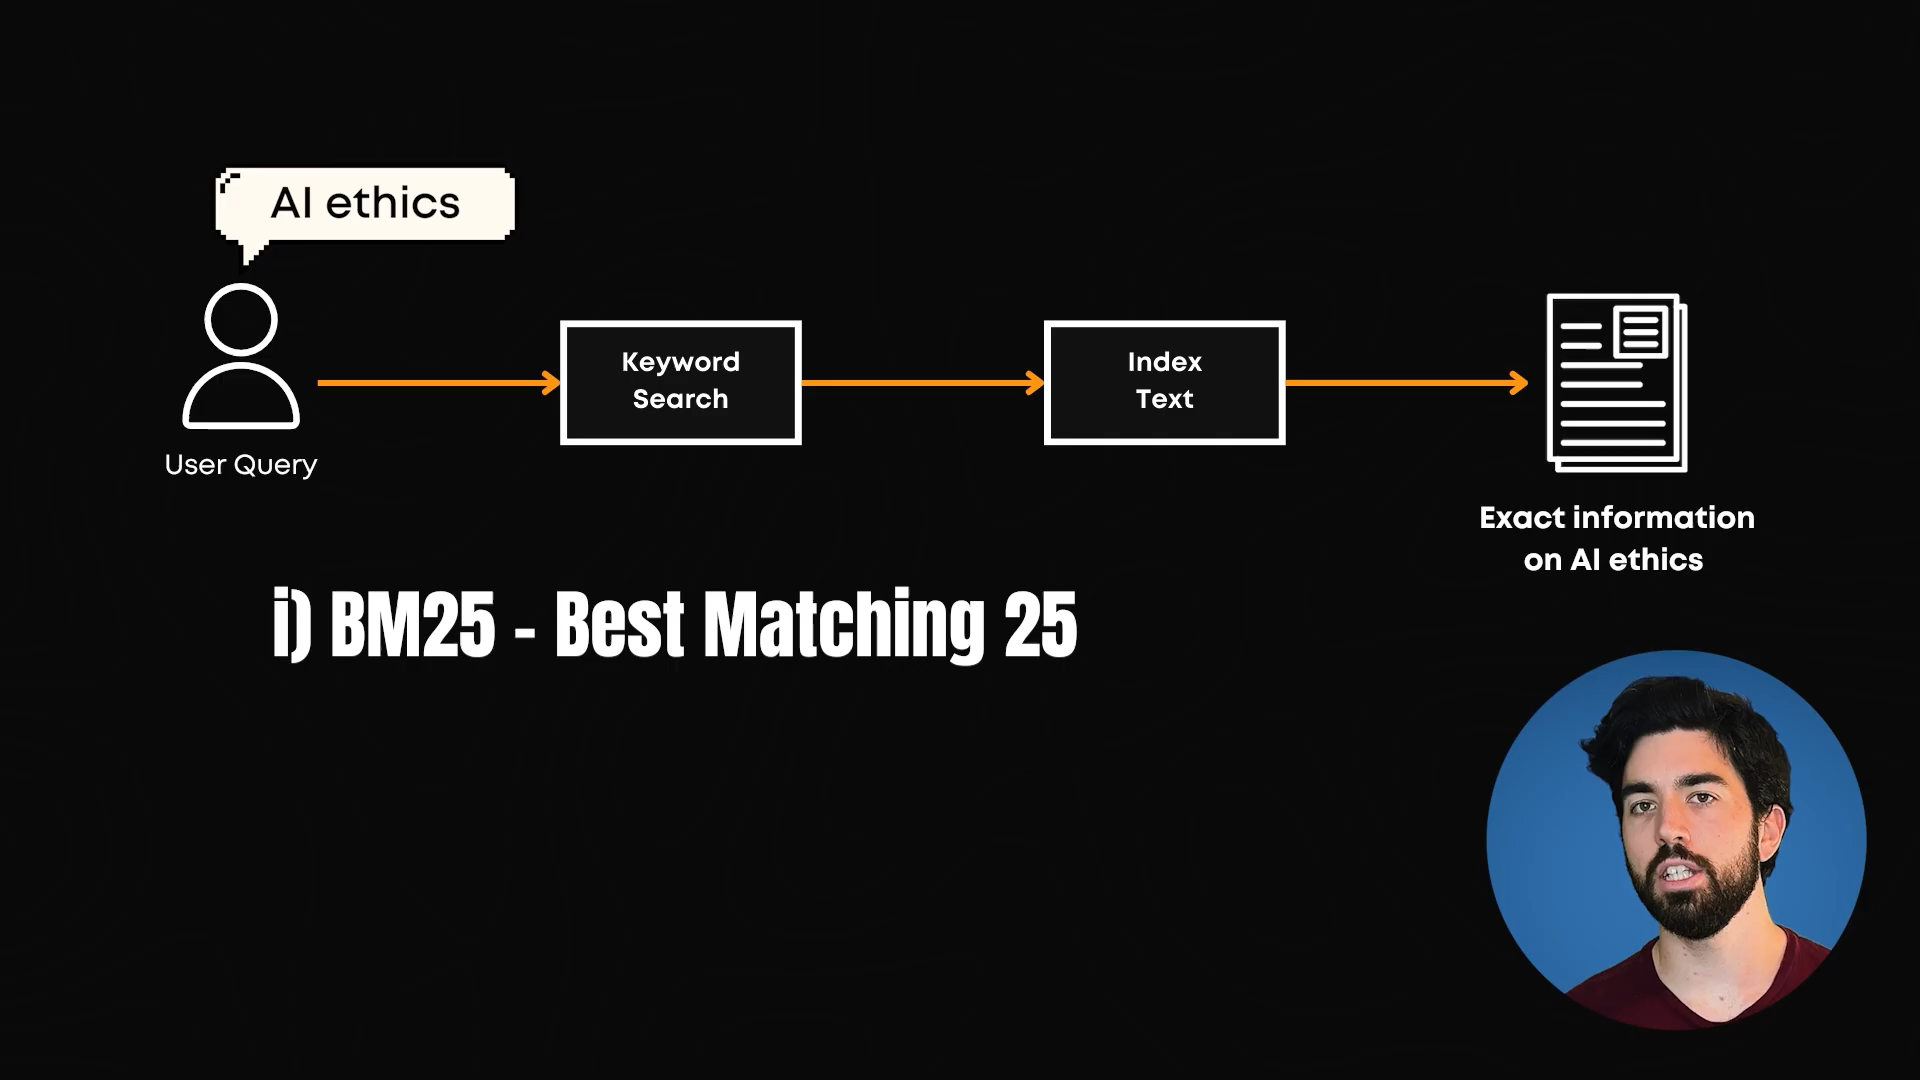 AI ethics
Keyword
Search
Index
Text
User Query
Exact information
on AI ethics
i) BM25 - Best Matching 25